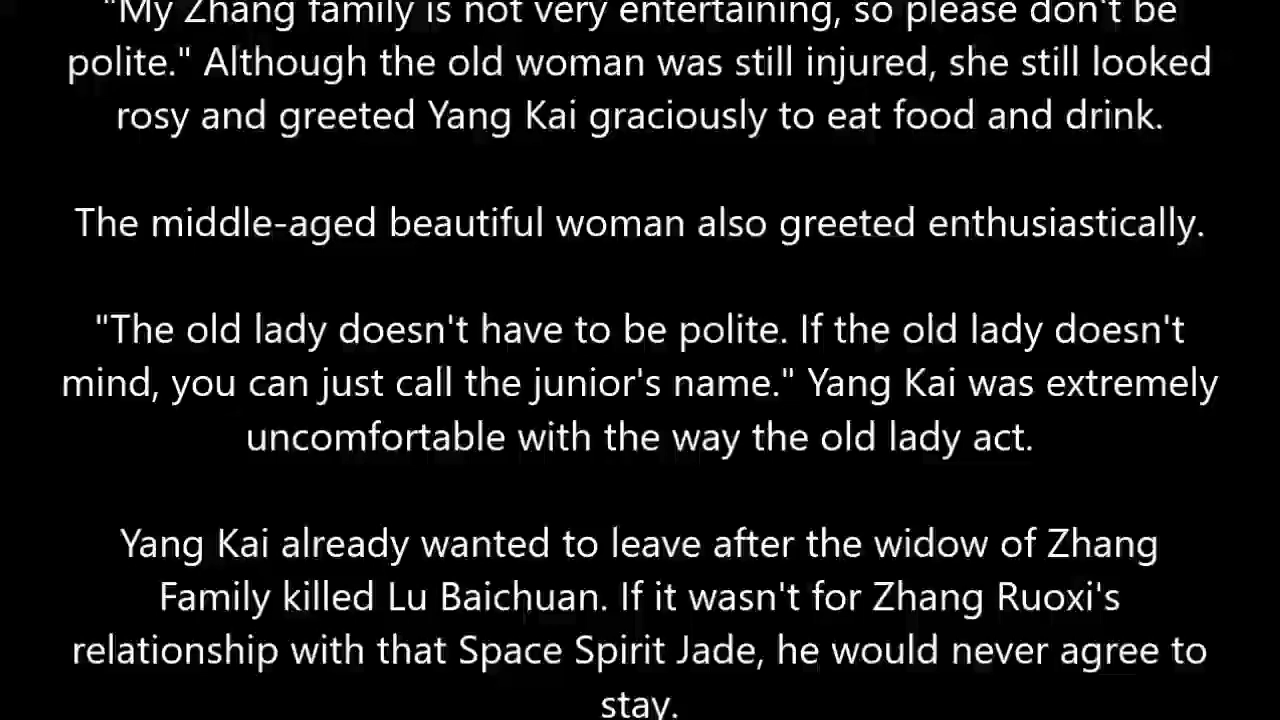 "My Zhang family is not very entertaining, so please don't be
polite." Although the old woman was still injured, she still looked
rosy and greeted Yang Kai graciously to eat food and drink.
The middle-aged beautiful woman also greeted enthusiastically.
"The old lady doesn't have to be polite. If the old lady doesn't
mind, you can just call the junior's name." Yang Kai was extremely
uncomfortable with the way the old lady act.
Yang Kai already wanted to leave after the widow of Zhang
Family killed Lu Baichuan. If it wasn't for Zhang Ruoxi's
relationship with that Space Spirit Jade, he would never agree to
stay.